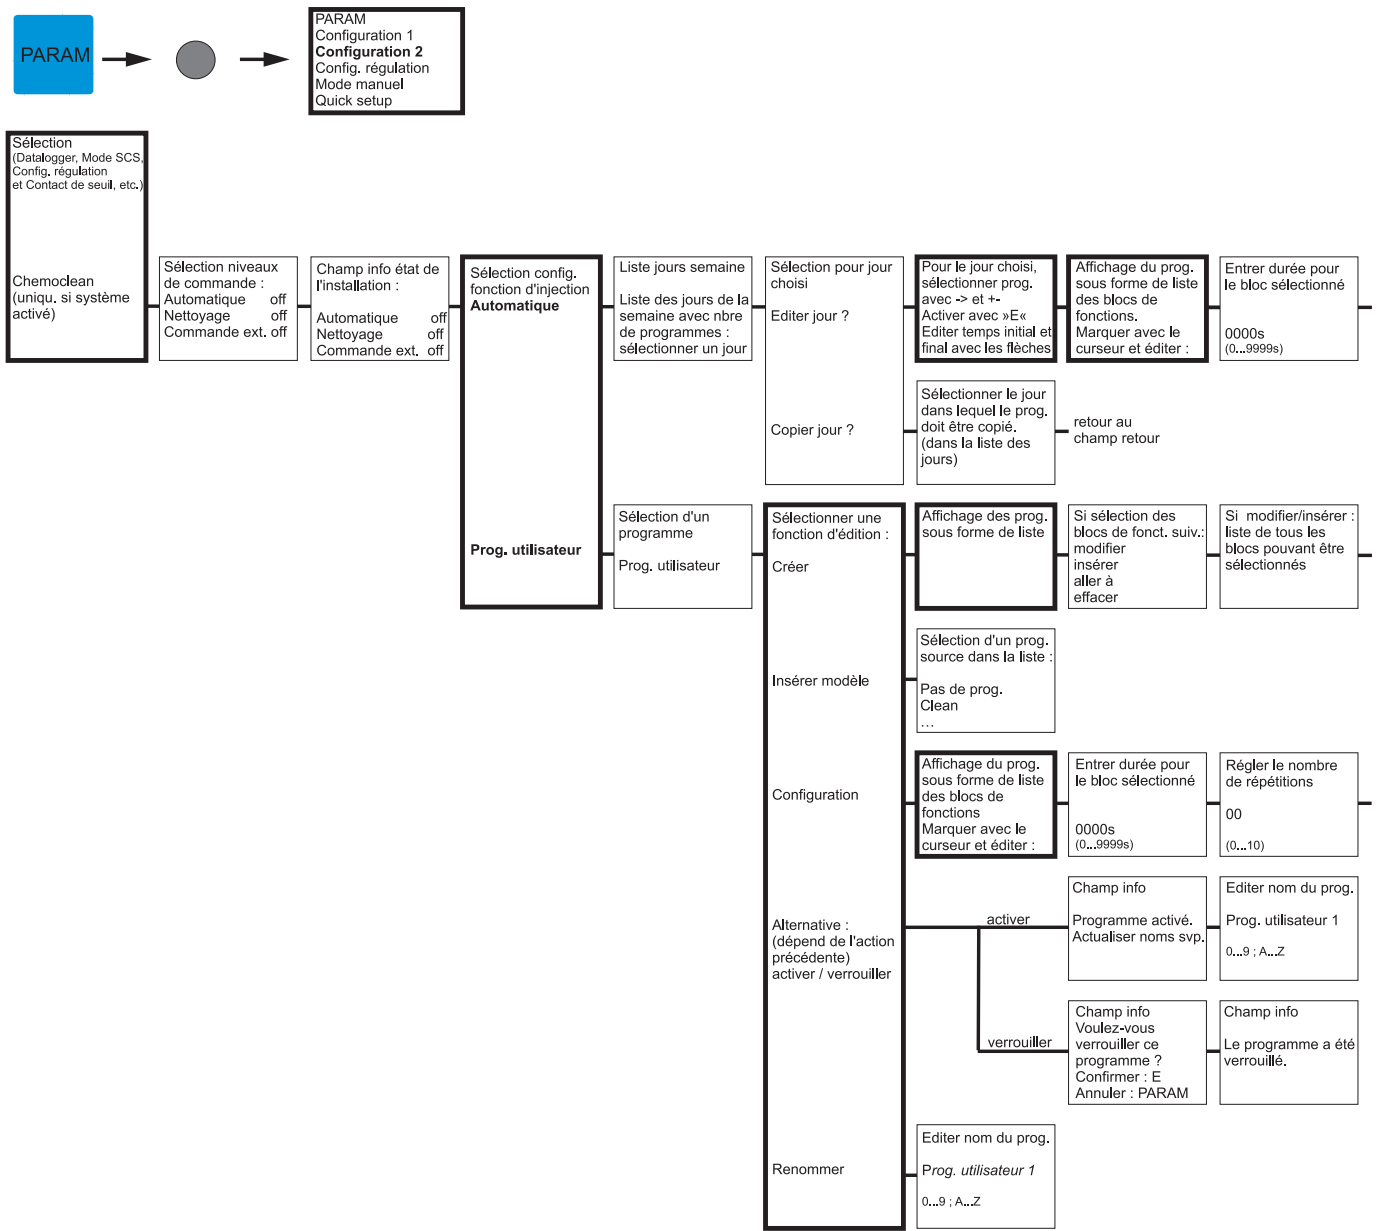 PARAM
PARAM
Configuration 1
Configuration 2
Config. régulation
Mode manuel
Quick setup
Sélection
(Datalogger, Mode SCS,
Config. régulation
et Contact de seuil, etc.)
Chemoclean
(uniqu. si système
activé)
Sélection niveaux
de commande :
Automatique off
Nettoyage off
Commande ext. off
Champ info état de
l'installation :
Automatique off
Nettoyage off
Commande ext. off
Sélection config.
fonction d'injection
Automatique
Liste jours semaine
Liste des jours de la
semaine avec nbre
de programmes :
sélectionner un jour
Sélection pour jour
choisi
Editer jour ?
Pour le jour choisi,
sélectionner prog.
avec -> et +-
Activer avec »E«
Editer temps initial et
final avec les flèches
Affichage du prog.
sous forme de liste
des blocs de
fonctions.
Marquer avec le
curseur et éditer :
Entrer durée pour
le bloc sélectionné
0000s
(0...9999s)
Copier jour ?
Sélectionner le jour
dans lequel le prog.
doit être copié.
(dans la liste des
jours)
retour au
champ retour
Prog. utilisateur
Sélection d'un
programme
Prog. utilisateur
Sélectionner une
fonction d'édition :
Créer
Affichage des prog.
sous forme de liste
Si sélection des
blocs de fonct. suiv.:
modifier
insérer
aller à
effacer
Si modifier/insérer :
liste de tous les
blocs pouvant être
sélectionnés
Insérer modèle
Sélection d'un prog.
source dans la liste :
Pas de prog.
Clean
...
Configuration
Affichage du prog.
sous forme de liste
des blocs de
fonctions
Marquer avec le
curseur et éditer :
Entrer durée pour
le bloc sélectionné
0000s
(0...9999s)
Régler le nombre
de répétitions
00
(0...10)
Alternative :
(dépend de l'action
précédente)
activer / verrouiller
activer
Champ info
Programme activé.
Actualiser noms svp.
Editer nom du prog.
Prog. utilisateur 1
0...9 ; A...Z
verrouiller
Champ info
Voulez-vous
verrouiller ce
programme ?
Confirmer : E
Annuler : PARAM
Champ info
Le programme a été
verrouillé.
Renommer
Editer nom du prog.
Prog. utilisateur 1
0...9 ; A...Z